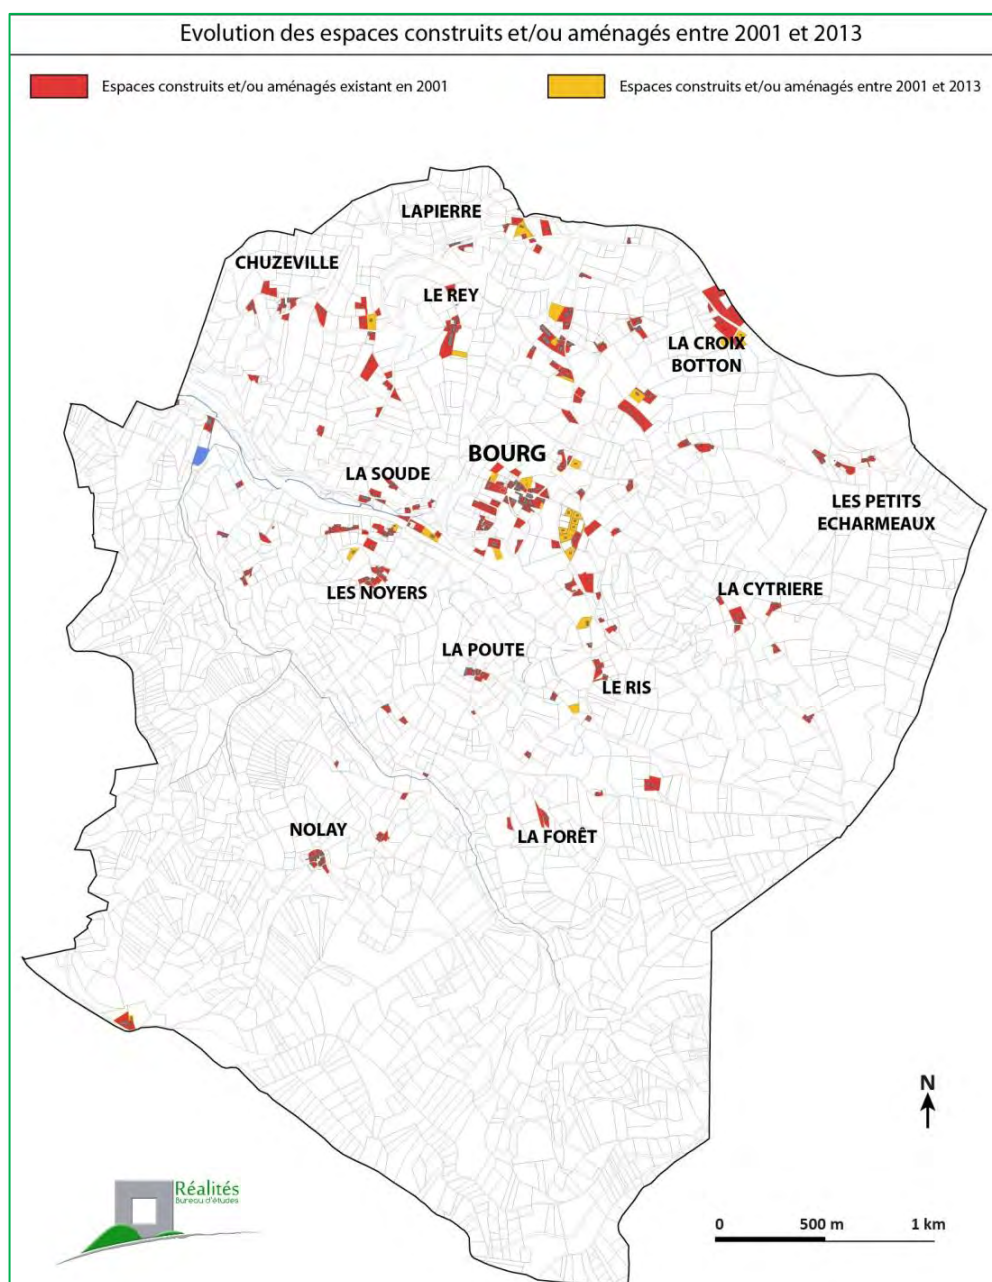 Evolution des espaces construits et/ou aménagés entre 2001 et 2013
Espaces construits et/ou aménagés existant en 2001
Espaces construits et/ou aménagés entre 2001 et 2013
LAPIERRE
CHUZEVILLE
LE REY
LA CROIX
BOTTON
BOURG
LA SOUDE
LES PETITS
ECHARMEAUX
LES NOYERS
LA CYTRIERE
LA POUTE
LE RIS
NOLAY
LA FORÊT
N
Réalités
Bureau d'études
0 500 m 1 km